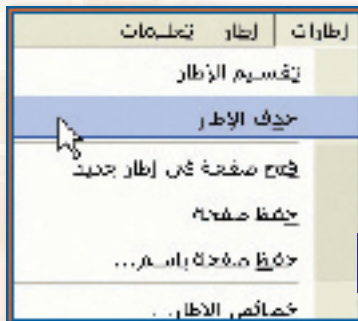 إطارات إطار تعليمات
تقسيم الإطار
حذف الإطار
فتح صفحة في إطار جديد
حفظ صفحة
حفظ صفحة باسم...
خصائص الإطار...